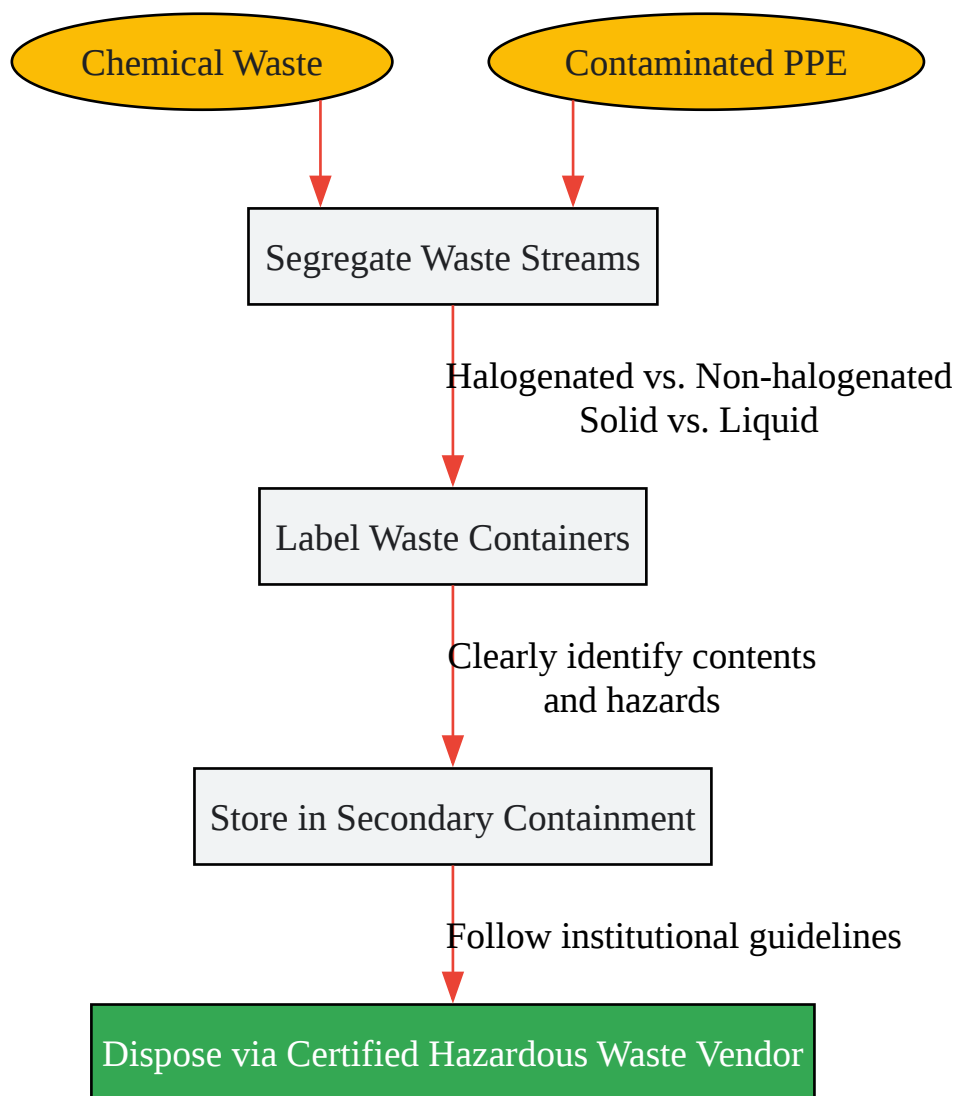 Chemical Waste
Contaminated PPE
Segregate Waste Streams
Halogenated vs. Non-halogenated
Solid vs. Liquid
Label Waste Containers
Clearly identify contents
and hazards
Store in Secondary Containment
Follow institutional guidelines
Dispose via Certified Hazardous Waste Vendor